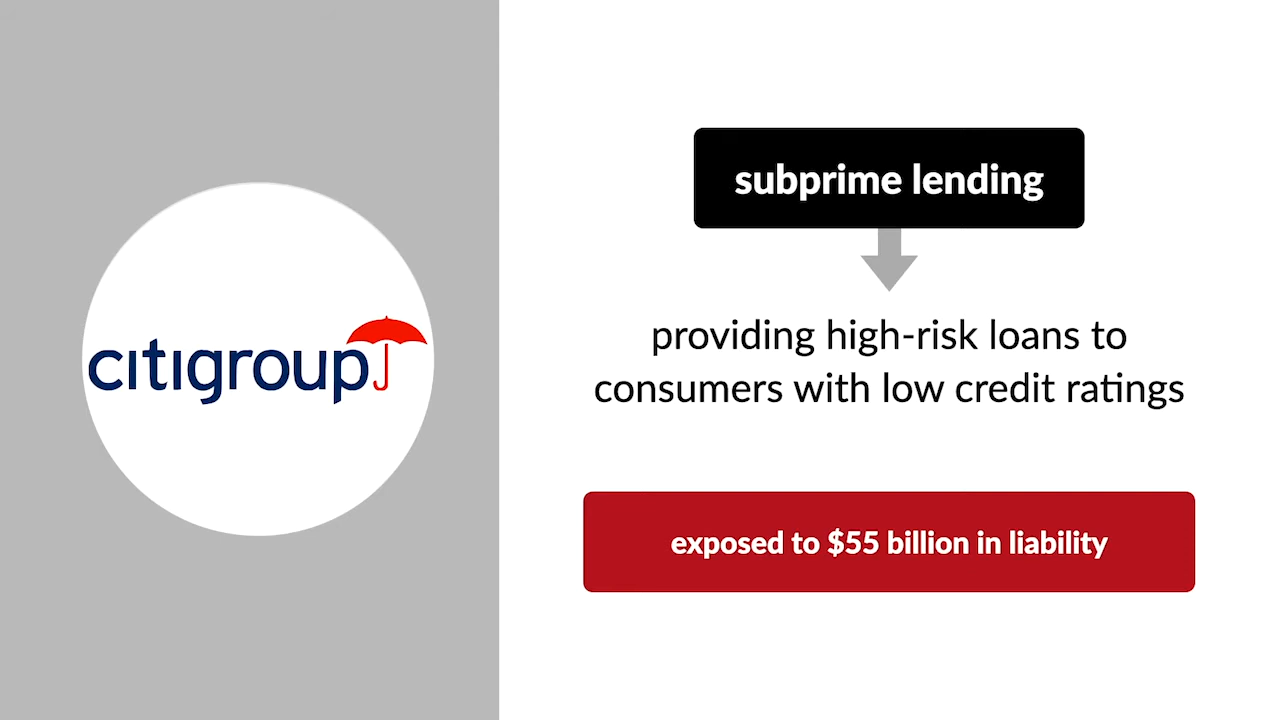 citigroup
subprime lending
providing high-risk loans to
consumers with low credit ratings
exposed to $55 billion in liability